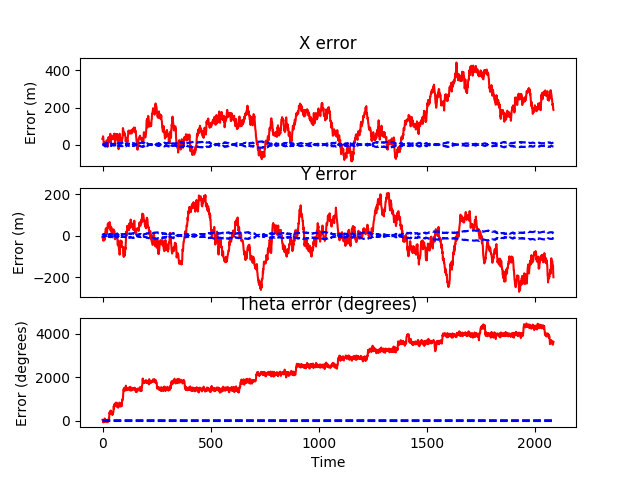 X error
Error (m)
400
200
0
Y error
Error (m)
200
0
−200
Theta error (degrees)
Error (degrees)
4000
2000
0
0 500 1000 1500 2000
Time